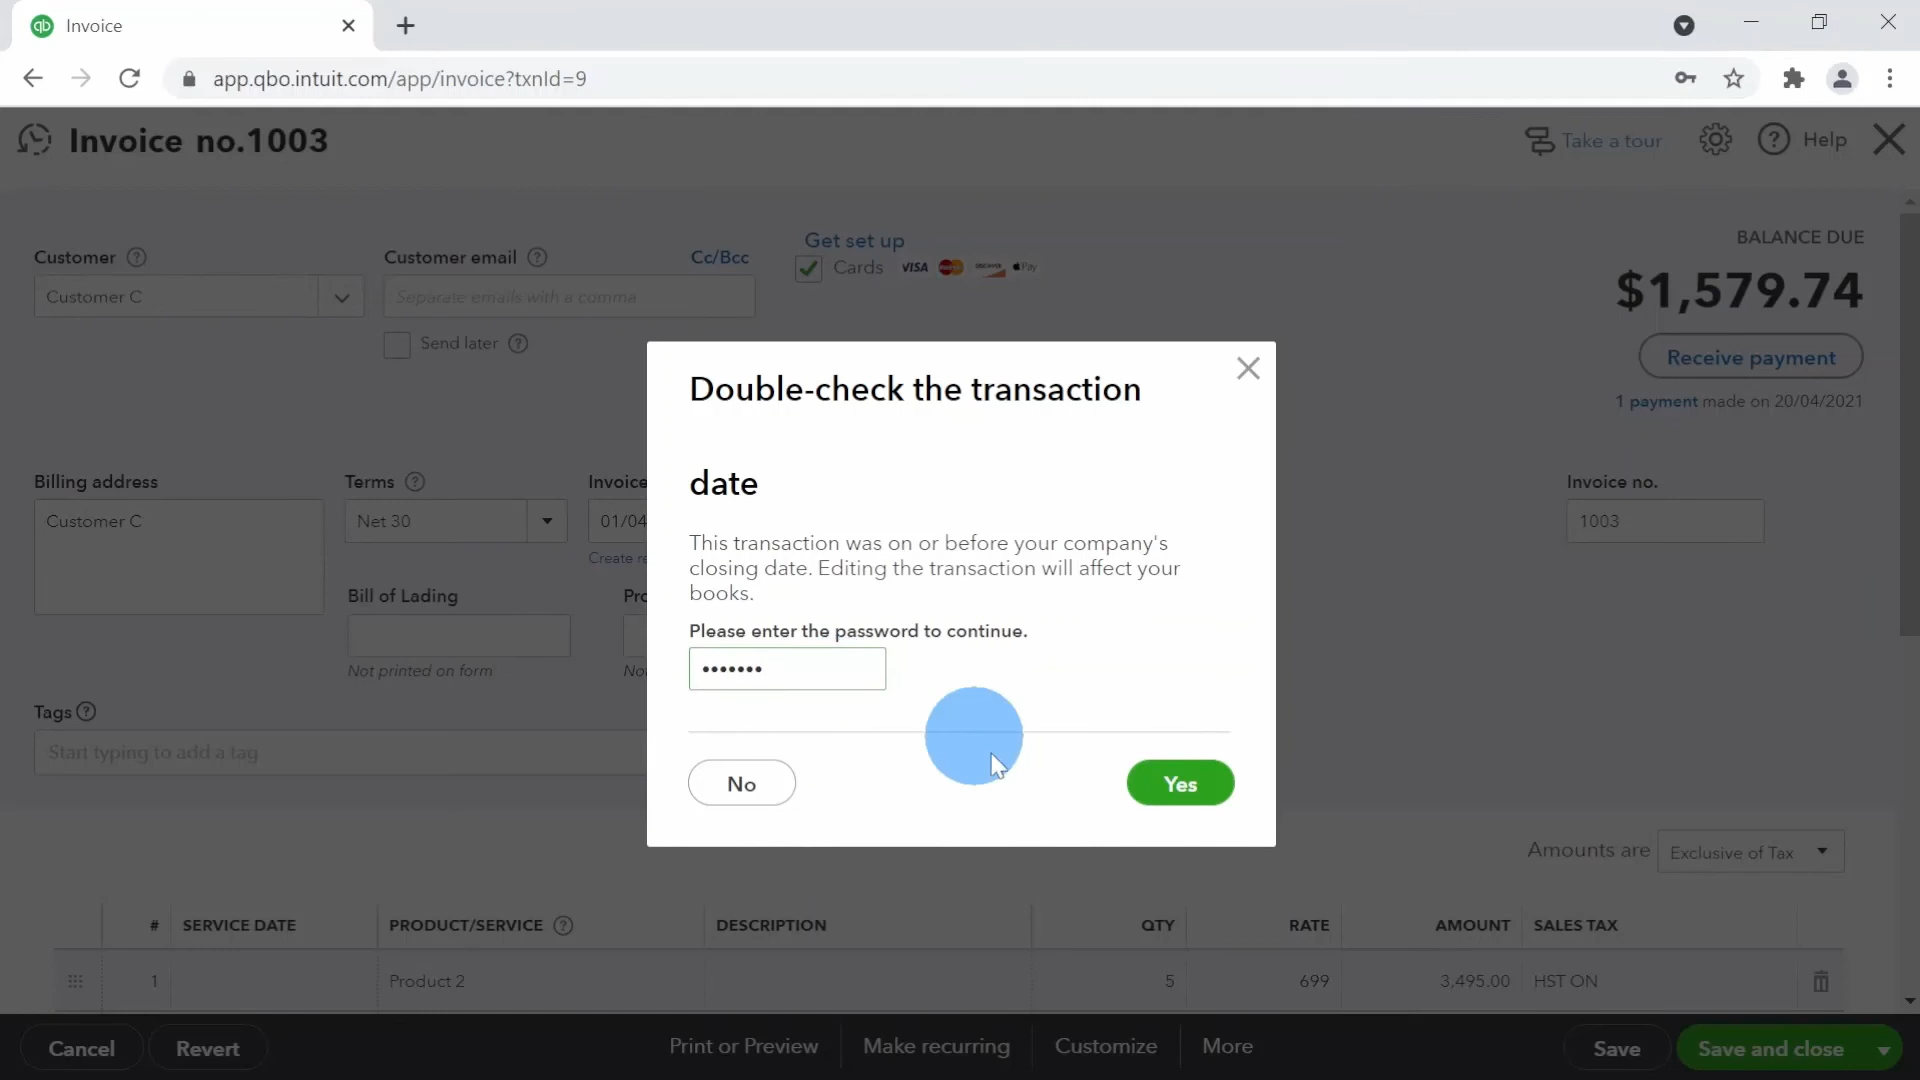 Invoice
app.qbo.intuit.com/app/invoice?txnId=9
Invoice no.1003
Take a tour
Help
Customer
Customer C
Customer email
Cc/Bcc
Separate emails with a comma
Send later
Get set up
Cards VISA DISCOVER Pay
BALANCE DUE
$1,579.74
Receive payment
1 payment made on 20/04/2021
Billing address
Customer C
Terms
Net 30
Invoice
01/04
Create re
Invoice no.
1003
Bill of Lading
Not printed on form
Pro
No
Tags
Start typing to add a tag
Double-check the transaction
date
This transaction was on or before your company's
closing date. Editing the transaction will affect your
books.
Please enter the password to continue.
•••••••
No
Yes
Amounts are Exclusive of Tax
# SERVICE DATE PRODUCT/SERVICE DESCRIPTION QTY RATE AMOUNT SALES TAX
1 Product 2 5 699 3,495.00 HST ON
Cancel
Revert
Print or Preview
Make recurring
Customize
More
Save
Save and close